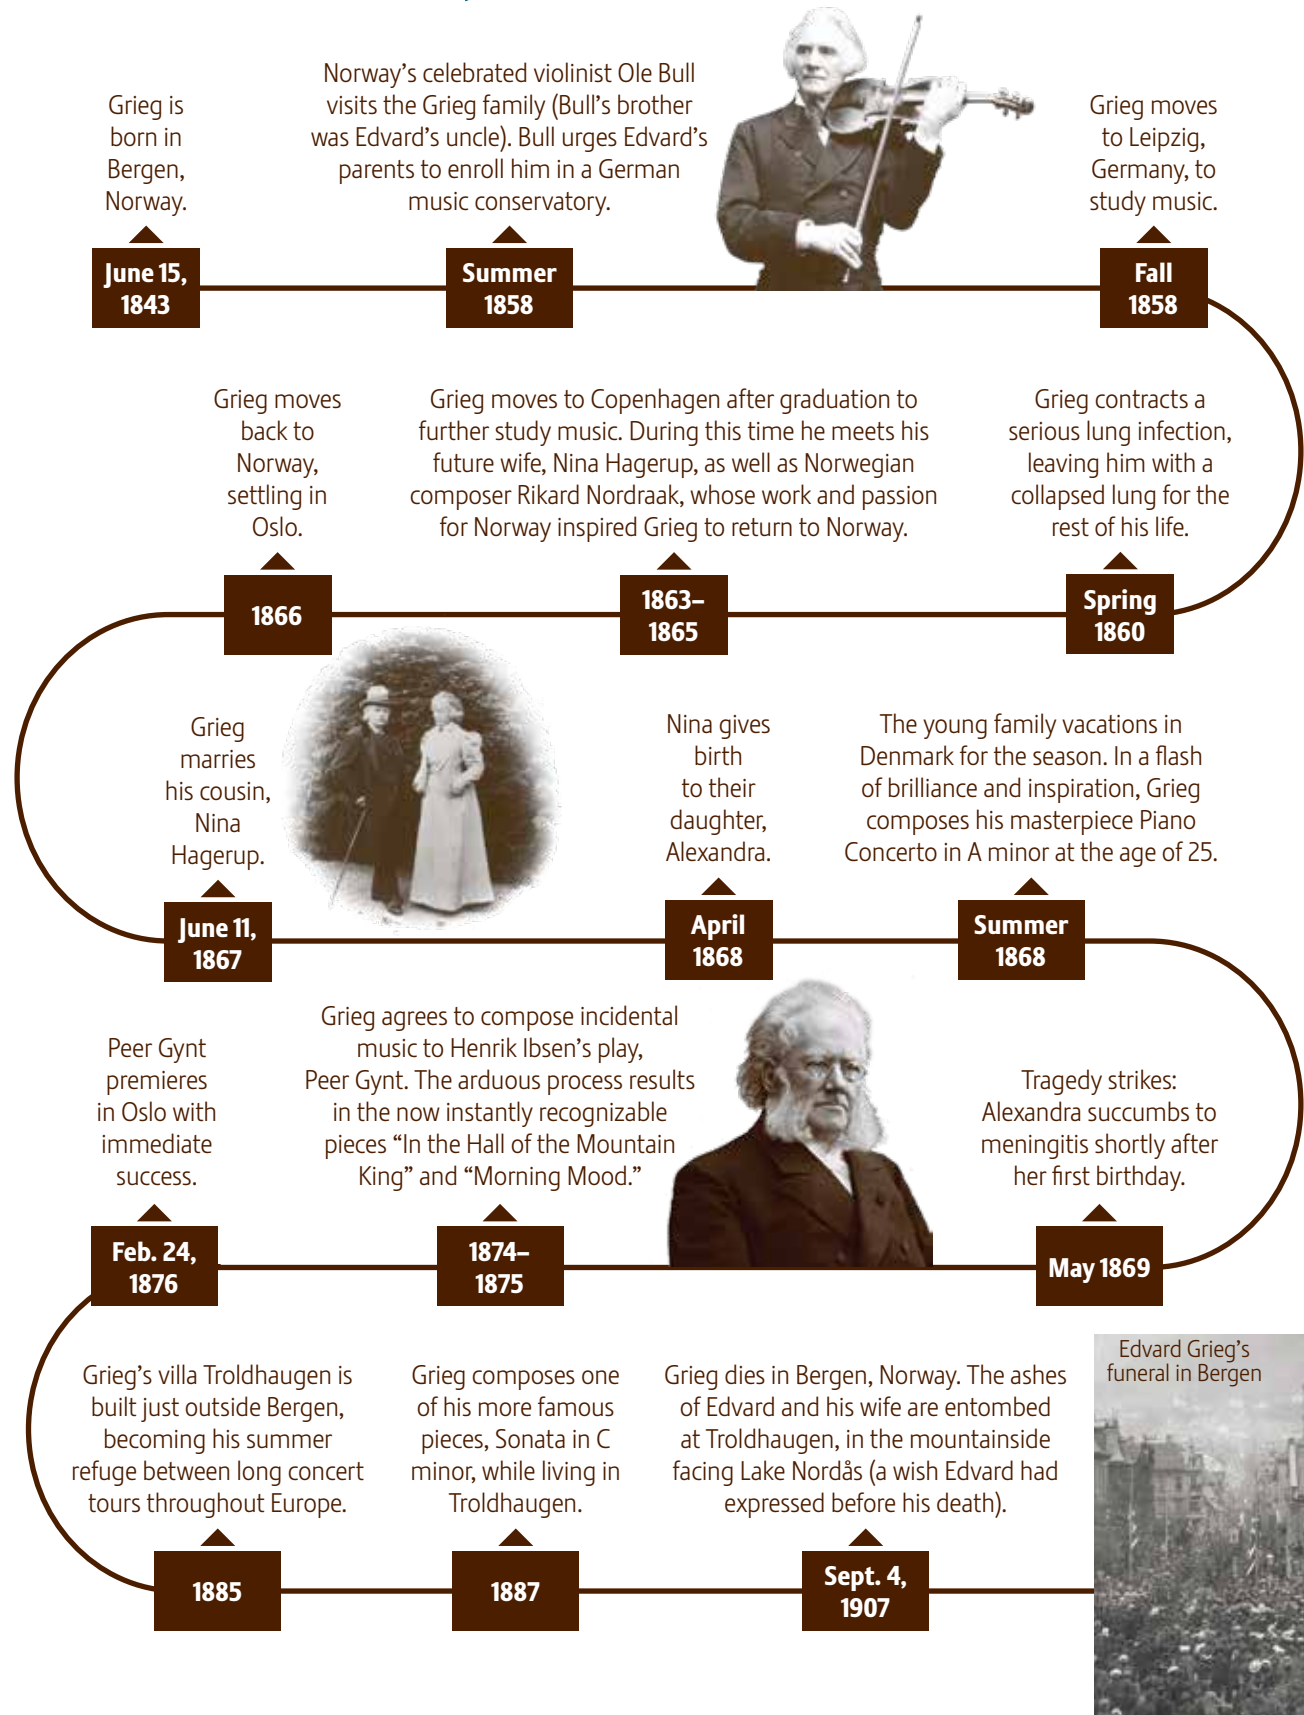 Grieg is
born in
Bergen,
Norway.
June 15,
1843
Norway's celebrated violinist Ole Bull
visits the Grieg family (Bull's brother
was Edvard's uncle). Bull urges Edvard's
parents to enroll him in a German
music conservatory.
Summer
1858
Grieg moves
to Leipzig,
Germany, to
study music.
Fall
1858
Grieg contracts a
serious lung infection,
leaving him with a
collapsed lung for the
rest of his life.
Spring
1860
Grieg moves to Copenhagen after graduation to
further study music. During this time he meets his
future wife, Nina Hagerup, as well as Norwegian
composer Rikard Nordraak, whose work and passion
for Norway inspired Grieg to return to Norway.
1863–
1865
Grieg moves
back to
Norway,
settling in
Oslo.
1866
Grieg
marries
his cousin,
Nina
Hagerup.
June 11,
1867
Nina gives
birth
to their
daughter,
Alexandra.
April
1868
The young family vacations in
Denmark for the season. In a flash
of brilliance and inspiration, Grieg
composes his masterpiece Piano
Concerto in A minor at the age of 25.
Summer
1868
Tragedy strikes:
Alexandra succumbs to
meningitis shortly after
her first birthday.
May 1869
Grieg agrees to compose incidental
music to Henrik Ibsen's play,
Peer Gynt. The arduous process results
in the now instantly recognizable
pieces “In the Hall of the Mountain
King” and “Morning Mood.”
1874–
1875
Peer Gynt
premieres
in Oslo with
immediate
success.
Feb. 24,
1876
Grieg's villa Troldhaugen is
built just outside Bergen,
becoming his summer
refuge between long concert
tours throughout Europe.
1885
Grieg composes one
of his more famous
pieces, Sonata in C
minor, while living in
Troldhaugen.
1887
Grieg dies in Bergen, Norway. The ashes
of Edvard and his wife are entombed
at Troldhaugen, in the mountainside
facing Lake Nordås (a wish Edvard had
expressed before his death).
Sept. 4,
1907
Edvard Grieg's
funeral in Bergen